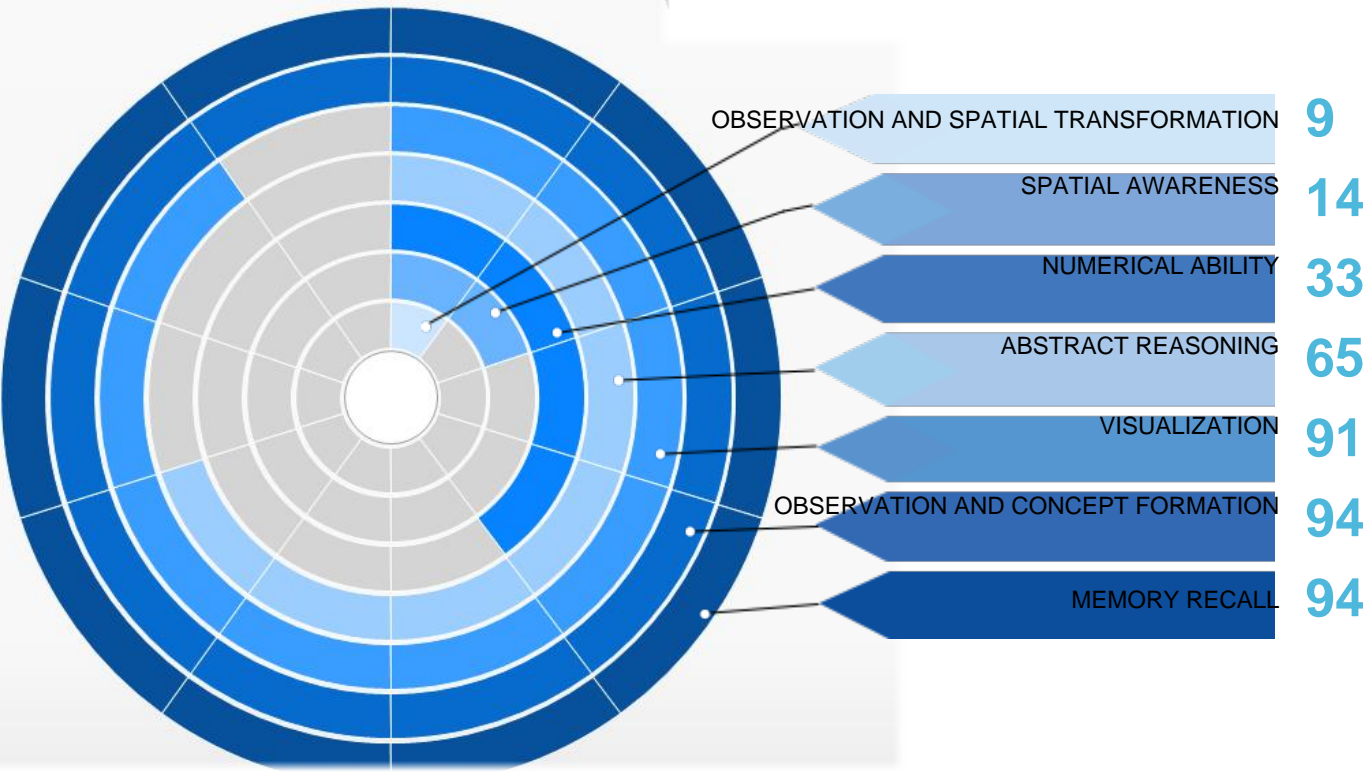 OBSERVATION AND SPATIAL TRANSFORMATION 9
SPATIAL AWARENESS 14
NUMERICAL ABILITY 33
ABSTRACT REASONING 65
VISUALIZATION 91
OBSERVATION AND CONCEPT FORMATION 94
MEMORY RECALL 94